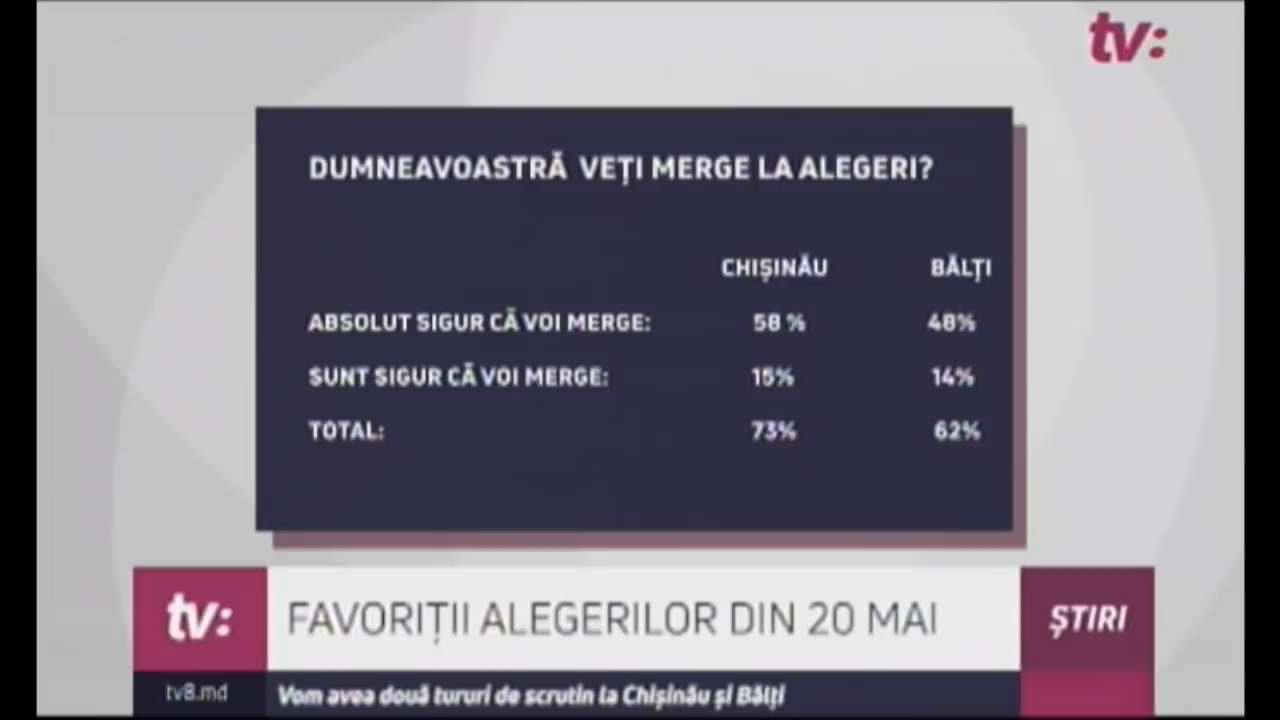 tv:
DUMNEAVOASTRĂ VEȚI MERGE LA ALEGERI?
CHIȘINĂU BĂLȚI
ABSOLUT SIGUR CĂ VOI MERGE: 58 % 48%
SUNT SIGUR CĂ VOI MERGE: 15% 14%
TOTAL: 73% 62%
tv: FAVORIȚII ALEGERILOR DIN 20 MAI ȘTIRI
tv8.md Vom avea două tururi de scrutin la Chișinău și Bălți